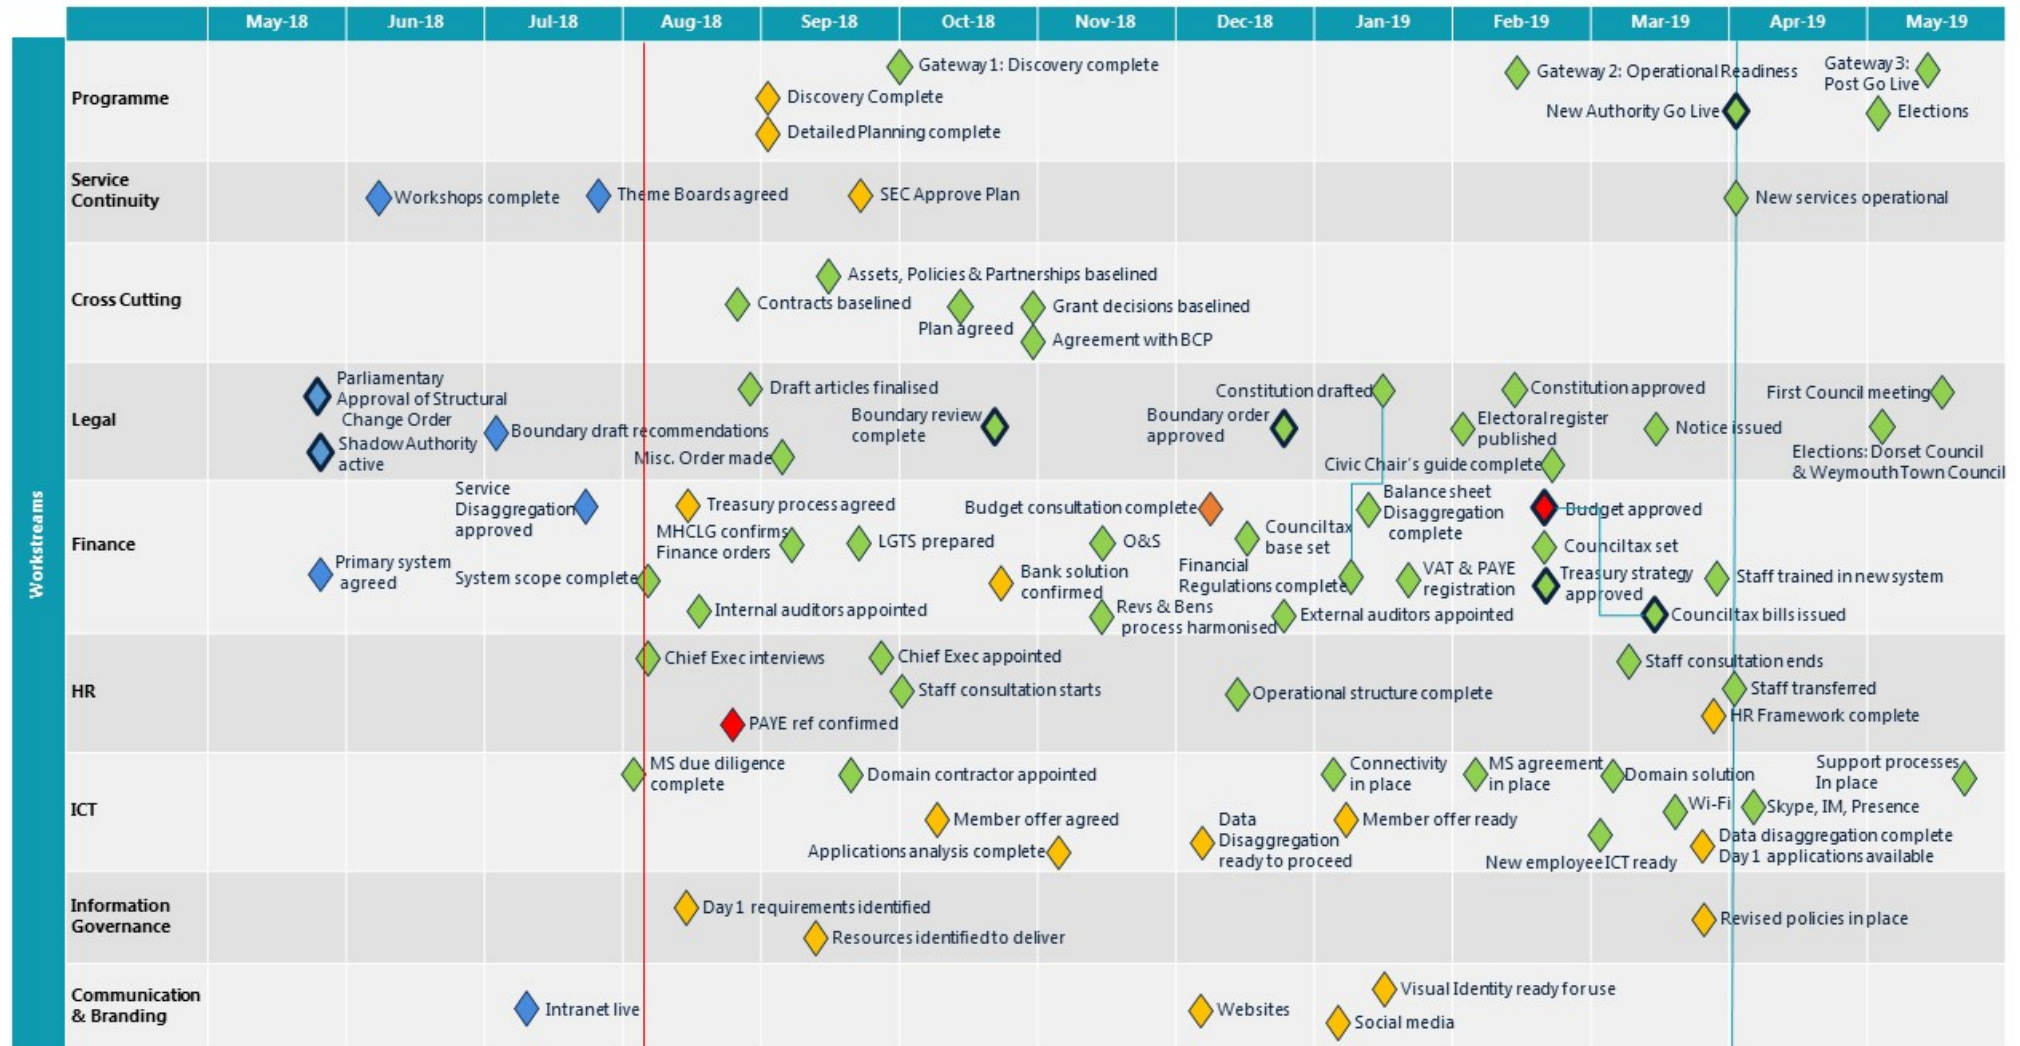 May-18 Jun-18 Jul-18 Aug-18 Sep-18 Oct-18 Nov-18 Dec-18 Jan-19 Feb-19 Mar-19 Apr-19 May-19
Workstreams
Programme
Gateway 1: Discovery complete
Discovery Complete
Detailed Planning complete
Gateway 2: Operational Readiness
New Authority Go Live
Gateway 3:
Post Go Live
Elections
Service
Continuity
Workshops complete
Theme Boards agreed
SEC Approve Plan
New services operational
Cross Cutting
Assets, Policies & Partnerships baselined
Contracts baselined
Plan agreed
Grant decisions baselined
Agreement with BCP
Legal
Parliamentary
Approval of Structural
Change Order
Shadow Authority
active
Boundary draft recommendations
Draft articles finalised
Misc. Order made
Boundary review
complete
Boundary order
approved
Constitution drafted
Constitution approved
Electoral register
published
Civic Chair's guide complete
Notice issued
First Council meeting
Elections: Dorset Council
& Weymouth Town Council
Finance
Service
Disaggregation
approved
Primary system
agreed
System scope complete
Treasury process agreed
MHCLG confirms
Finance orders
Internal auditors appointed
LGTS prepared
Budget consultation complete
Bank solution
confirmed
O&S
Revs & Bens
process harmonised
Council tax
base set
Financial
Regulations complete
External auditors appointed
Balance sheet
Disaggregation
complete
VAT & PAYE
registration
Budget approved
Council tax set
Treasury strategy
approved
Council tax bills issued
Staff trained in new system
HR
Chief Exec interviews
Chief Exec appointed
Staff consultation starts
PAYE ref confirmed
Operational structure complete
Staff consultation ends
Staff transferred
HR Framework complete
ICT
MS due diligence
complete
Domain contractor appointed
Member offer agreed
Applications analysis complete
Data
Disaggregation
ready to proceed
Connectivity
in place
Member offer ready
MS agreement
in place
Domain solution
Wi-Fi
New employee ICT ready
Support processes
In place
Skype, IM, Presence
Data disaggregation complete
Day 1 applications available
Information
Governance
Day 1 requirements identified
Resources identified to deliver
Revised policies in place
Communication
& Branding
Intranet live
Websites
Visual Identity ready for use
Social media